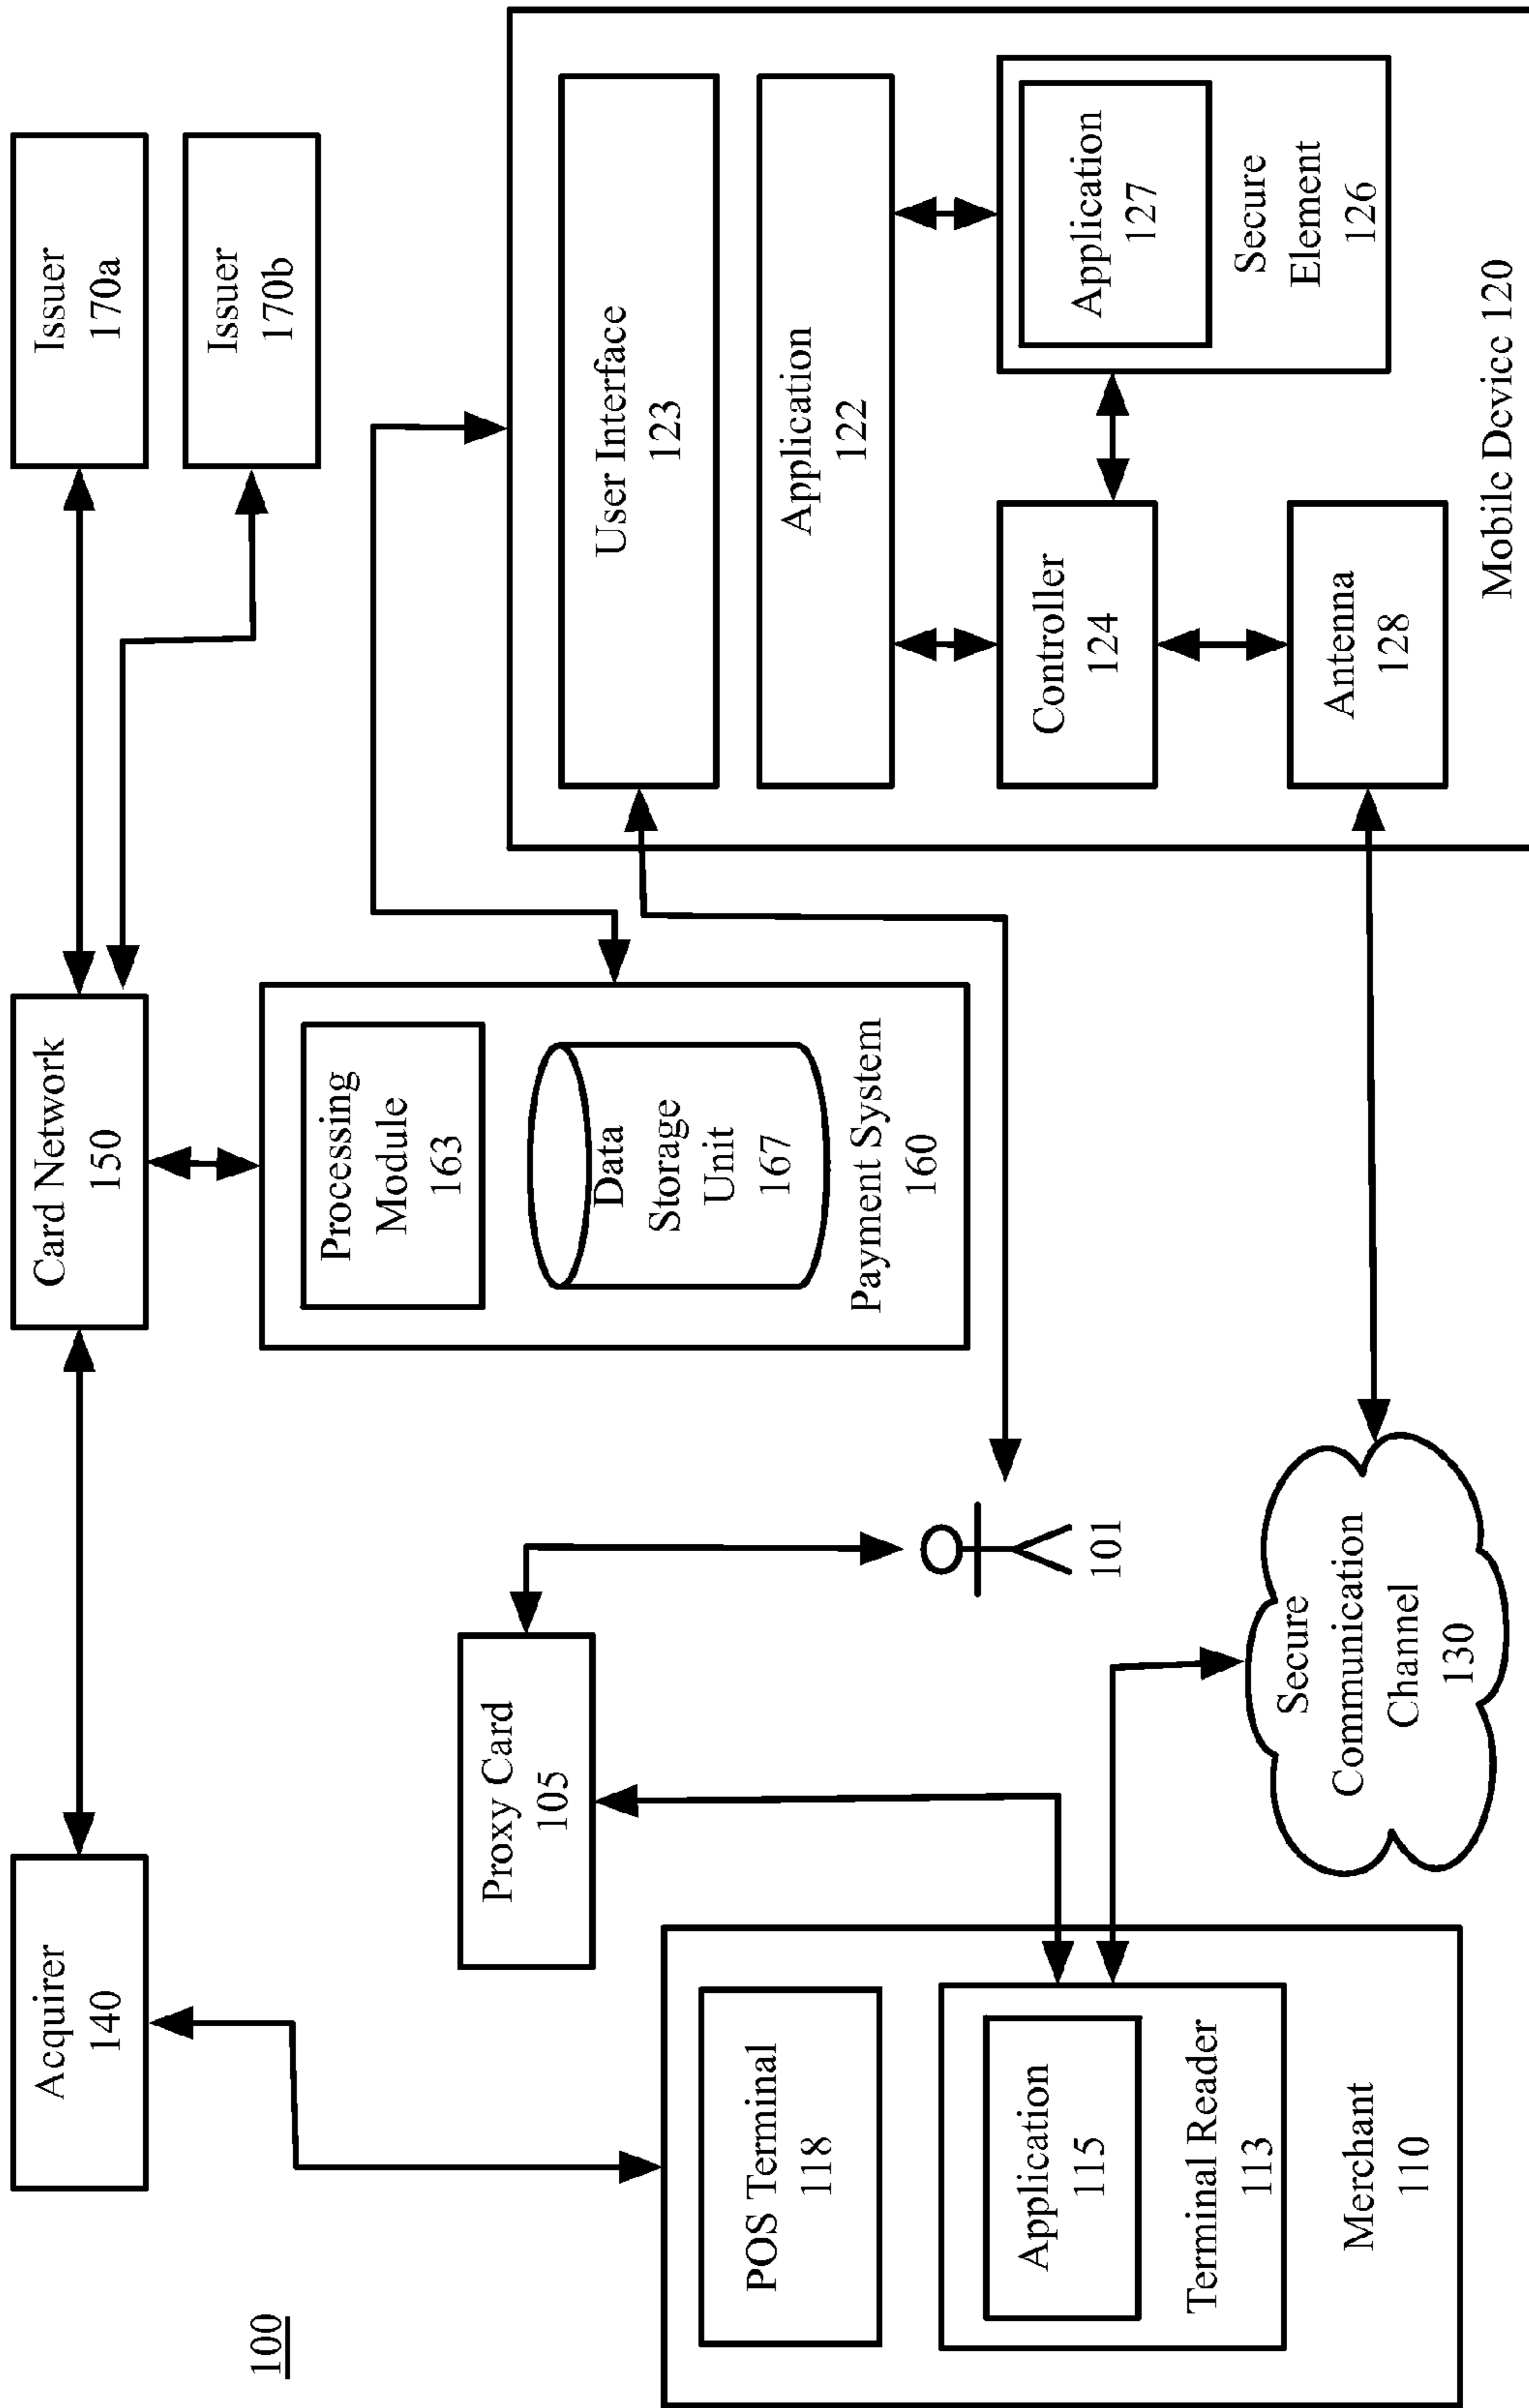 100
Acquirer
140
Card Network
150
Issuer
170a
Issuer
170b
Proxy Card
105
Processing
Module
163
Data
Storage
Unit
167
Payment System
160
101
POS Terminal
118
Application
115
Terminal Reader
113
Merchant
110
Secure
Communication
Channel
130
User Interface
123
Application
122
Controller
124
Antenna
128
Application
127
Secure
Element
126
Mobile Device 120